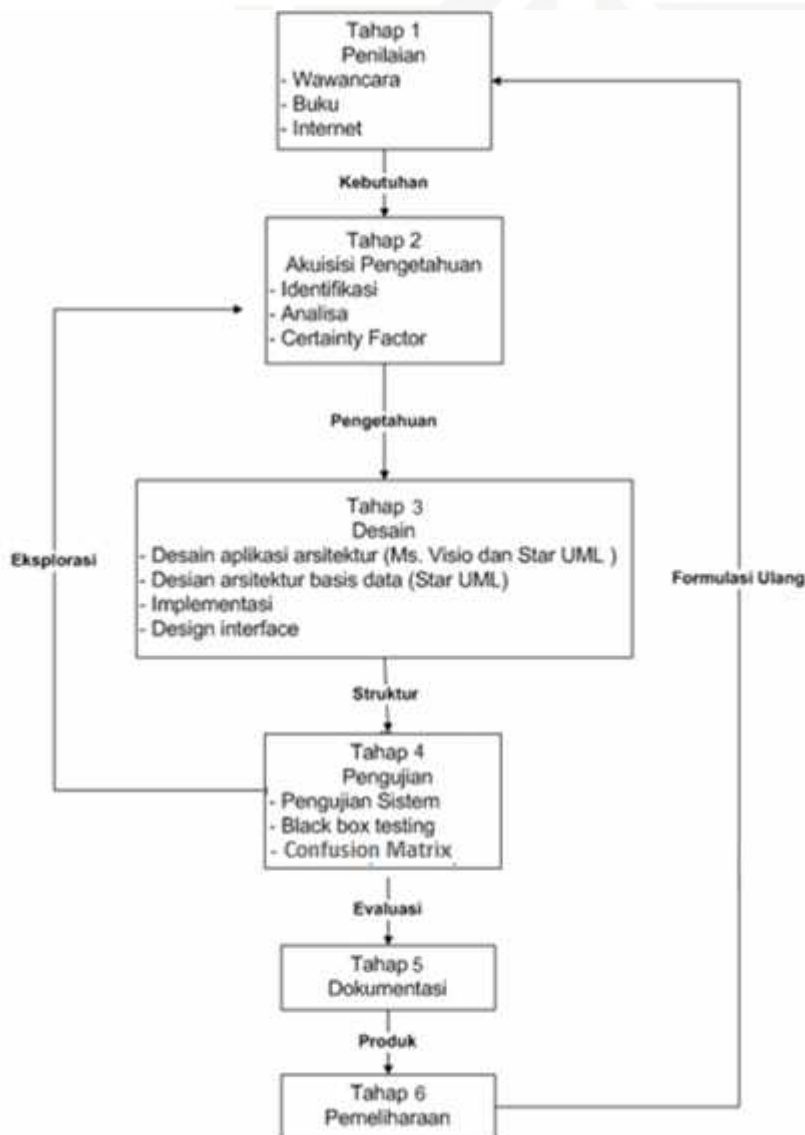 Tahap 1
Penilaian
- Wawancara
- Buku
- Internet
Kebutuhan
Tahap 2
Akuisisi Pengetahuan
- Identifikasi
- Analisa
- Certainty Factor
Pengetahuan
Tahap 3
Desain
- Desain aplikasi arsitektur (Ms. Visio dan Star UML )
- Desian arsitektur basis data (Star UML)
- Implementasi
- Design interface
Eksplorasi
Formulasi Ulang
Struktur
Tahap 4
Pengujian
- Pengujian Sistem
- Black box testing
- Confusion Matrix
Evaluasi
Tahap 5
Dokumentasi
Produk
Tahap 6
Pemeliharaan